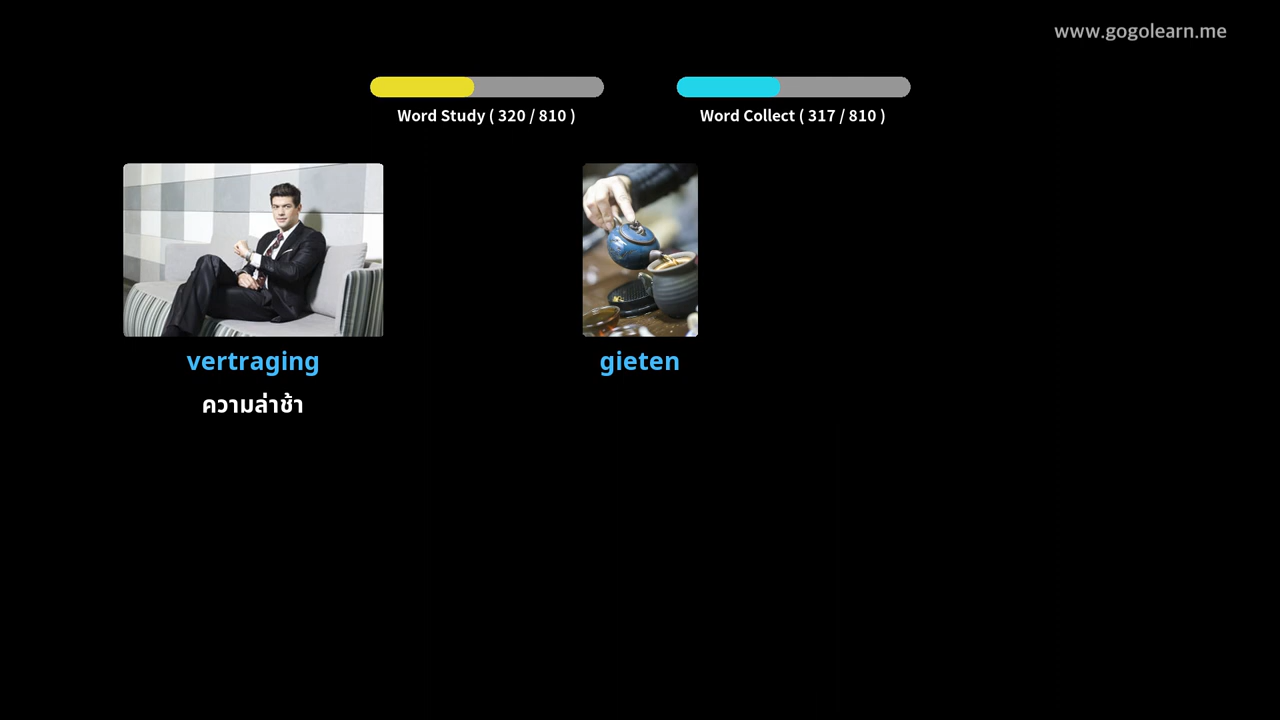 www.gogolearn.me
Word Study ( 320 / 810 )
Word Collect ( 317 / 810 )
vertraging
gieten
ความล่าช้า